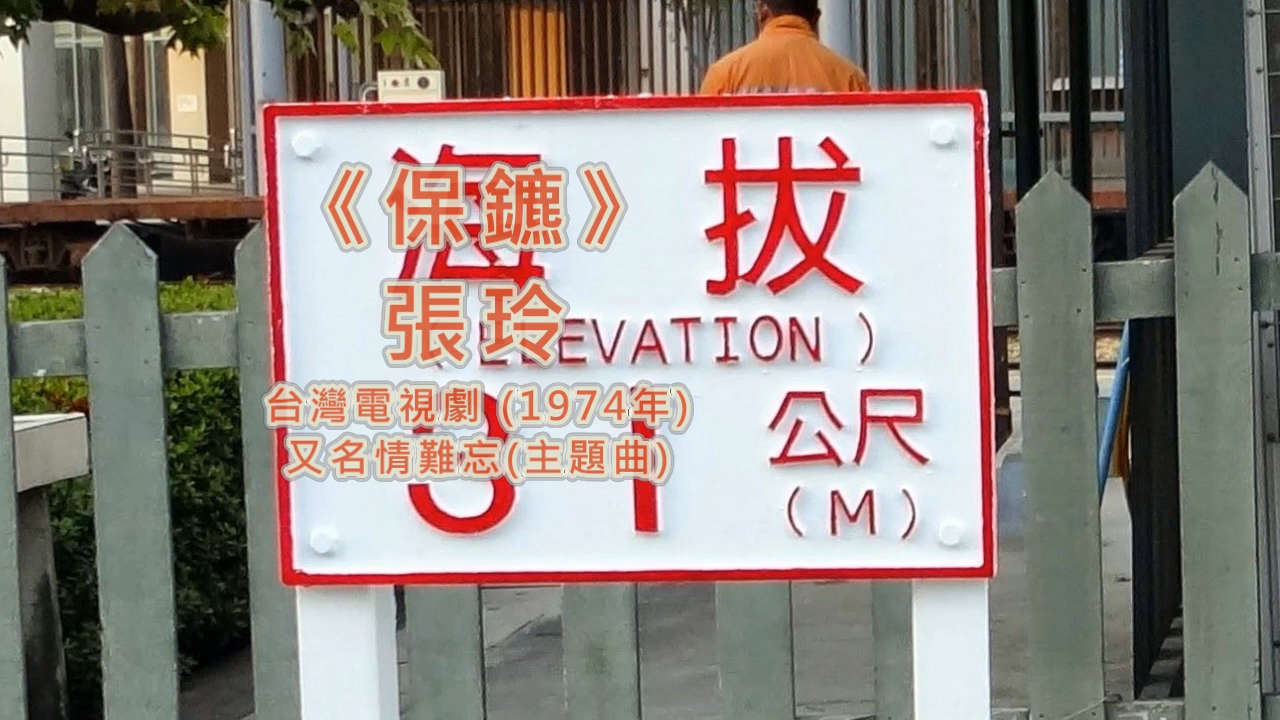 《保鑣》
張玲
台灣電視劇 (1974年)
又名情難忘(主題曲)
海拔
(ELEVATION)
公尺
(M)